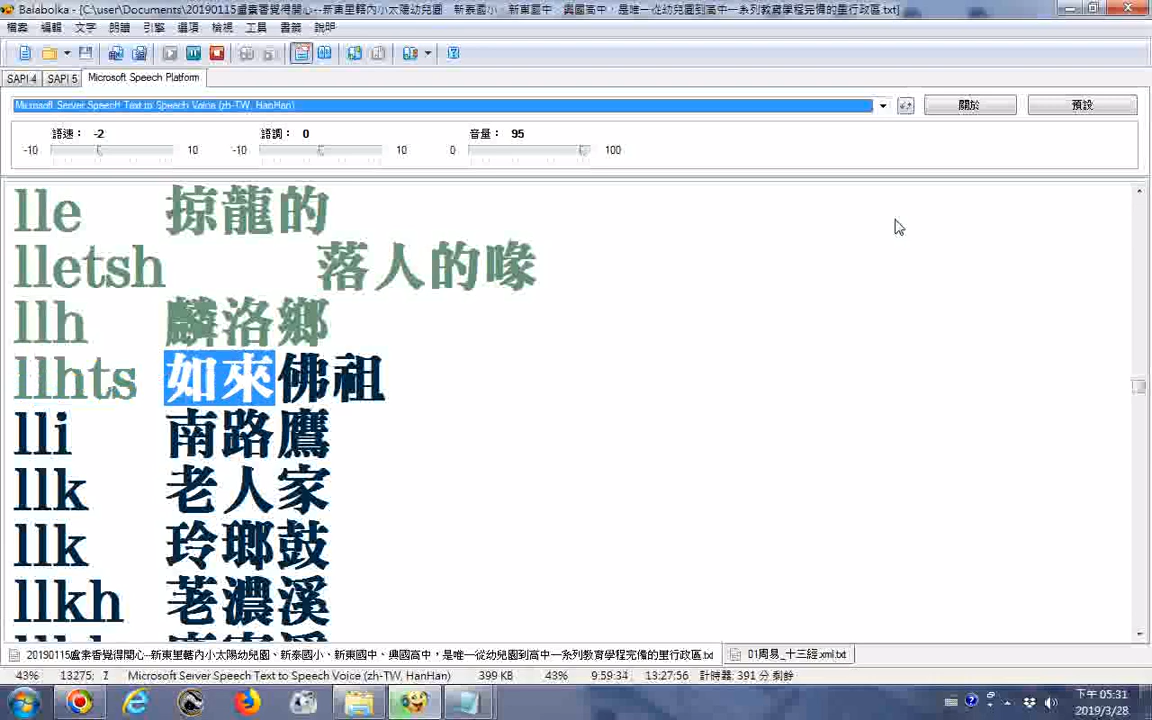 Balabolka - [C:\user\Documents\20190115盧素香覺得開心--新東里轄內小太陽幼兒園、新泰國小、新東國中、興國高中，是唯一從幼兒園到高中一系列教育學程完備的里行政區.txt]
檔案 編輯 文字 朗讀 引擎 選項 檢視 工具 書籤 說明
SAPI 4 SAPI 5 Microsoft Speech Platform
Microsoft Server Speech Text to Speech Voice (zh-TW, HanHan) 關於 預設
語速： -2 語調： 0 音量： 95
-10 10 -10 10 0 100
lle 掠龍的
lletsh 落人的喙
llh 麟洛鄉
llhts 如來佛祖
lli 南路鷹
llk 老人家
llk 玲瑯鼓
llkh 荖濃溪
20190115盧素香覺得開心--新東里轄內小太陽幼兒園、新泰國小、新東國中、興國高中，是唯一從幼兒園到高中一系列教育學程完備的里行政區.txt 01周易_十三經.xml.txt
43% 13275: 7 Microsoft Server Speech Text to Speech Voice (zh-TW, HanHan) 399 KB 43% 9:59:34 13:27:56 計時器: 391 分 剩餘
下午 05:31
2019/3/28